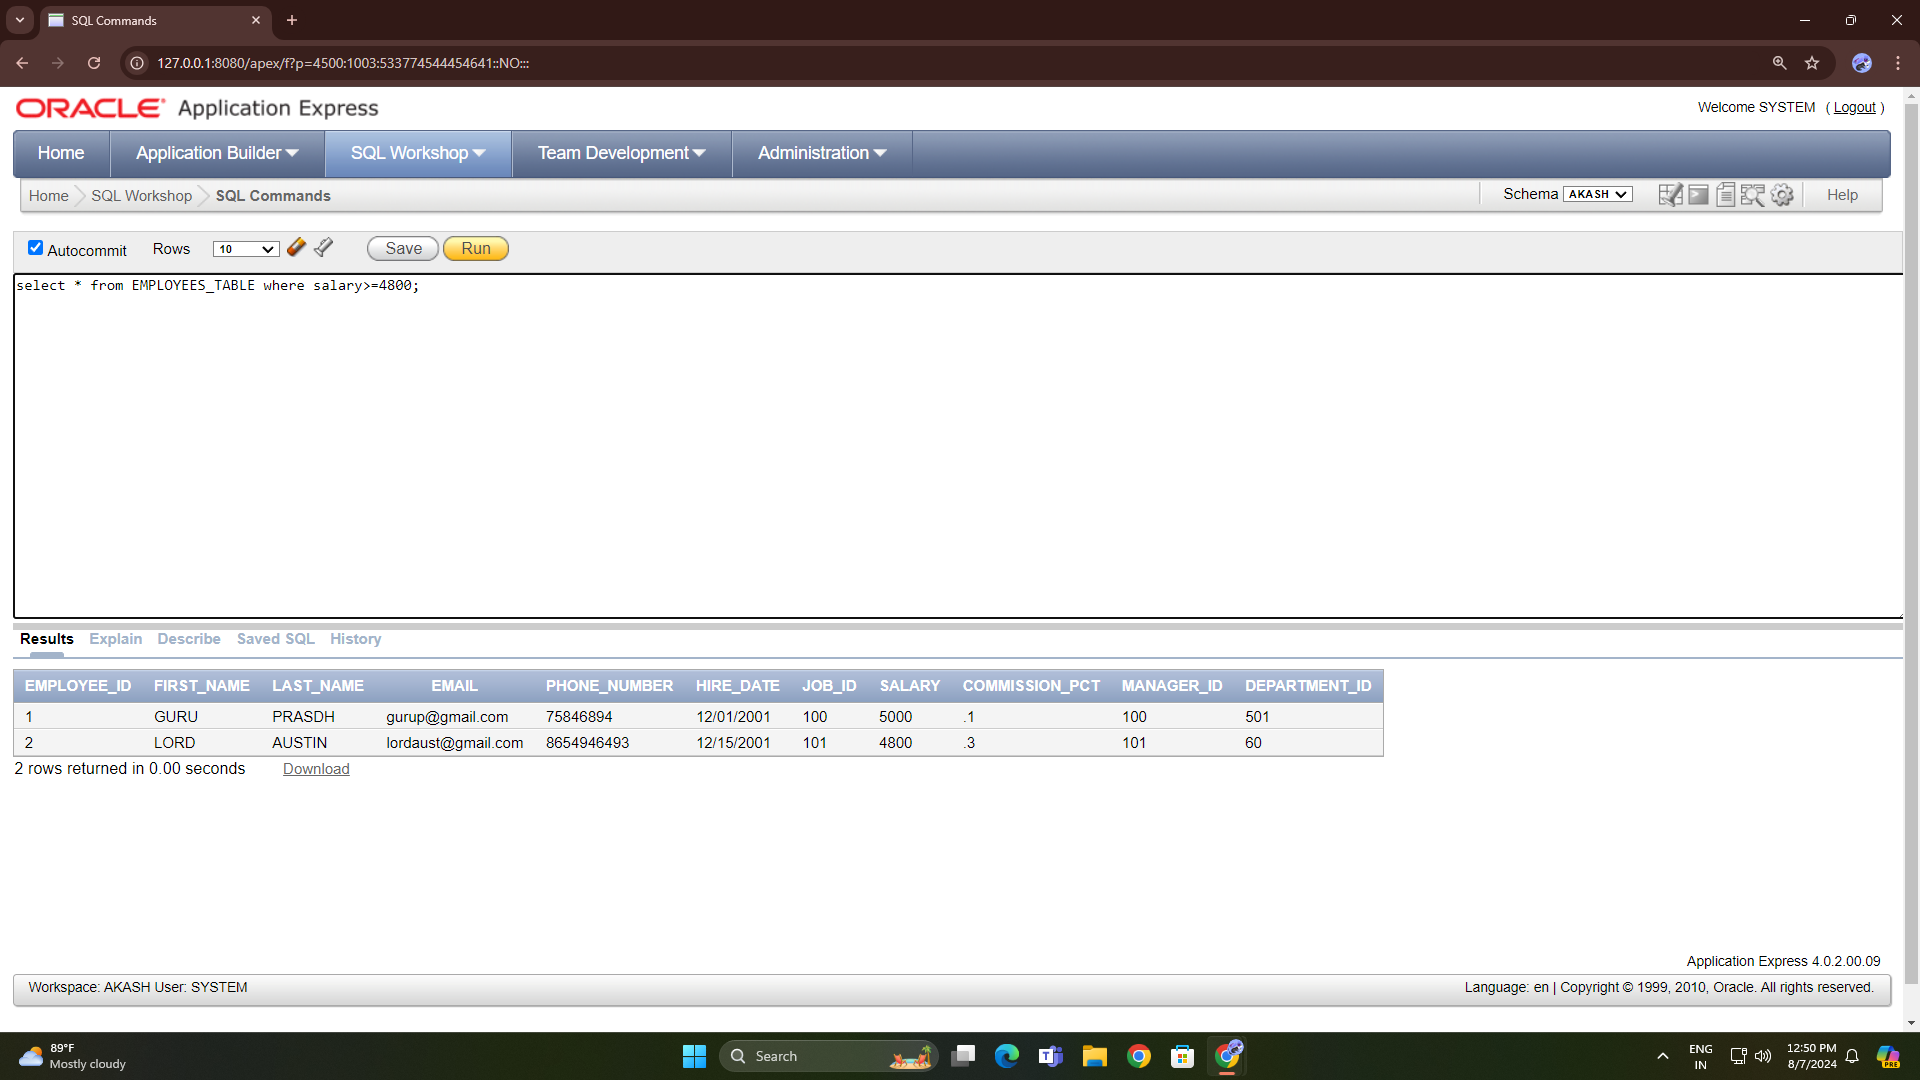 SQL Commands
127.0.0.1:8080/apex/f?p=4500:1003:533774544454641::NO:::
ORACLE Application Express
Welcome SYSTEM ( Logout )
Home Application Builder SQL Workshop Team Development Administration
Home SQL Workshop SQL Commands Schema AKASH Help
Autocommit Rows 10 Save Run
select * from EMPLOYEES_TABLE where salary>=4800;
Results Explain Describe Saved SQL History
EMPLOYEE_ID FIRST_NAME LAST_NAME EMAIL PHONE_NUMBER HIRE_DATE JOB_ID SALARY COMMISSION_PCT MANAGER_ID DEPARTMENT_ID
1 GURU PRASDH gurup@gmail.com 75846894 12/01/2001 100 5000 .1 100 501
2 LORD AUSTIN lordaust@gmail.com 8654946493 12/15/2001 101 4800 .3 101 60
2 rows returned in 0.00 seconds Download
Application Express 4.0.2.00.09
Workspace: AKASH User: SYSTEM Language: en | Copyright © 1999, 2010, Oracle. All rights reserved.
89°F
Mostly cloudy
Search
ENG
IN
12:50 PM
8/7/2024
PRE